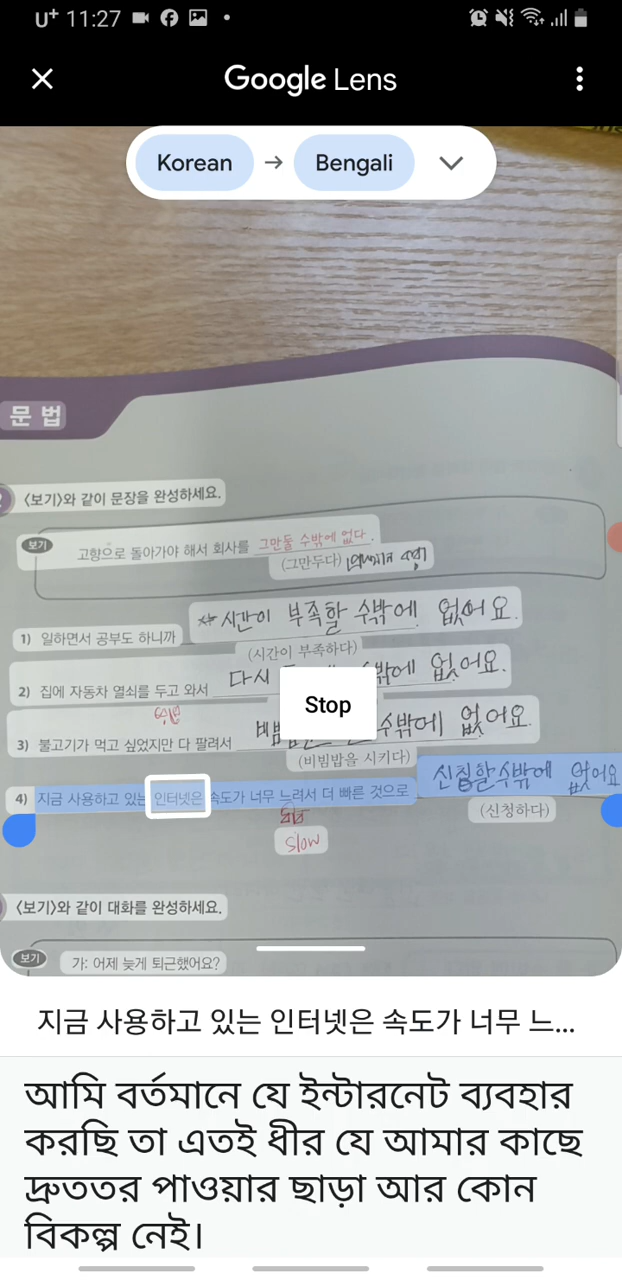 U+ 11:27
Google Lens
Korean → Bengali
문 법
〈보기〉와 같이 문장을 완성하세요.
보기 고향으로 돌아가야 해서 회사를 그만둘 수밖에 없다.
(그만두다)
1) 일하면서 공부도 하니까 시간이 부족할 수밖에 없어요.
(시간이 부족하다)
2) 집에 자동차 열쇠를 두고 와서 다시 수밖에 없어요.
Stop
3) 불고기가 먹고 싶었지만 다 팔려서 수밖에 없어요.
(비빔밥을 시키다)
4) 지금 사용하고 있는 인터넷은 속도가 너무 느려서 더 빠른 것으로 신청할 수밖에 없어요
(신청하다)
slow
〈보기〉와 같이 대화를 완성하세요.
보기 가: 어제 늦게 퇴근했어요?
지금 사용하고 있는 인터넷은 속도가 너무 느...
আমি বর্তমানে যে ইন্টারনেট ব্যবহার
করছি তা এতই ধীর যে আমার কাছে
দ্রুততর পাওয়ার ছাড়া আর কোন
বিকল্প নেই।